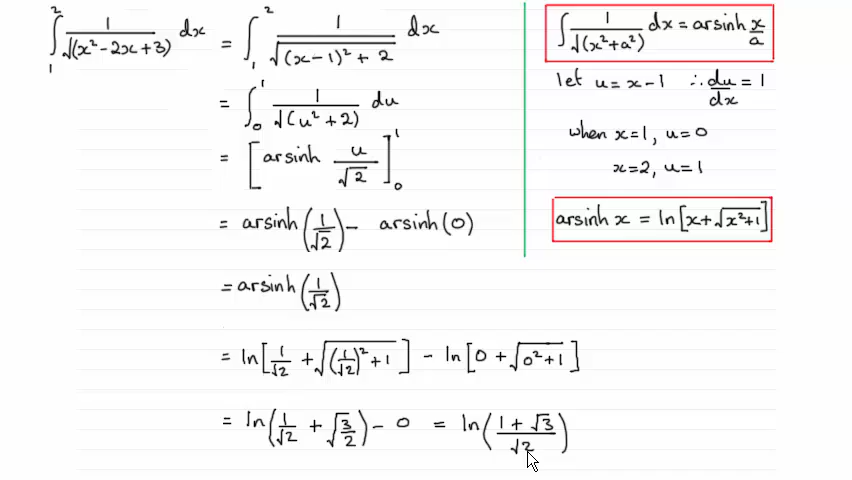 ∫₁² 1/√(x²−2x+3) dx = ∫₁² 1/√((x−1)²+2) dx
= ∫₀¹ 1/√(u²+2) du
= [arsinh u/√2]₀¹
= arsinh(1/√2) − arsinh(0)
= arsinh(1/√2)
= ln[1/√2 + √((1/√2)²+1)] − ln[0+√(0²+1)]
= ln(1/√2 + √(3/2)) − 0 = ln((1+√3)/√2)
∫ 1/√(x²+a²) dx = arsinh x/a
let u = x−1 ∴ du/dx = 1
when x=1, u=0
x=2, u=1
arsinh x = ln[x+√(x²+1)]